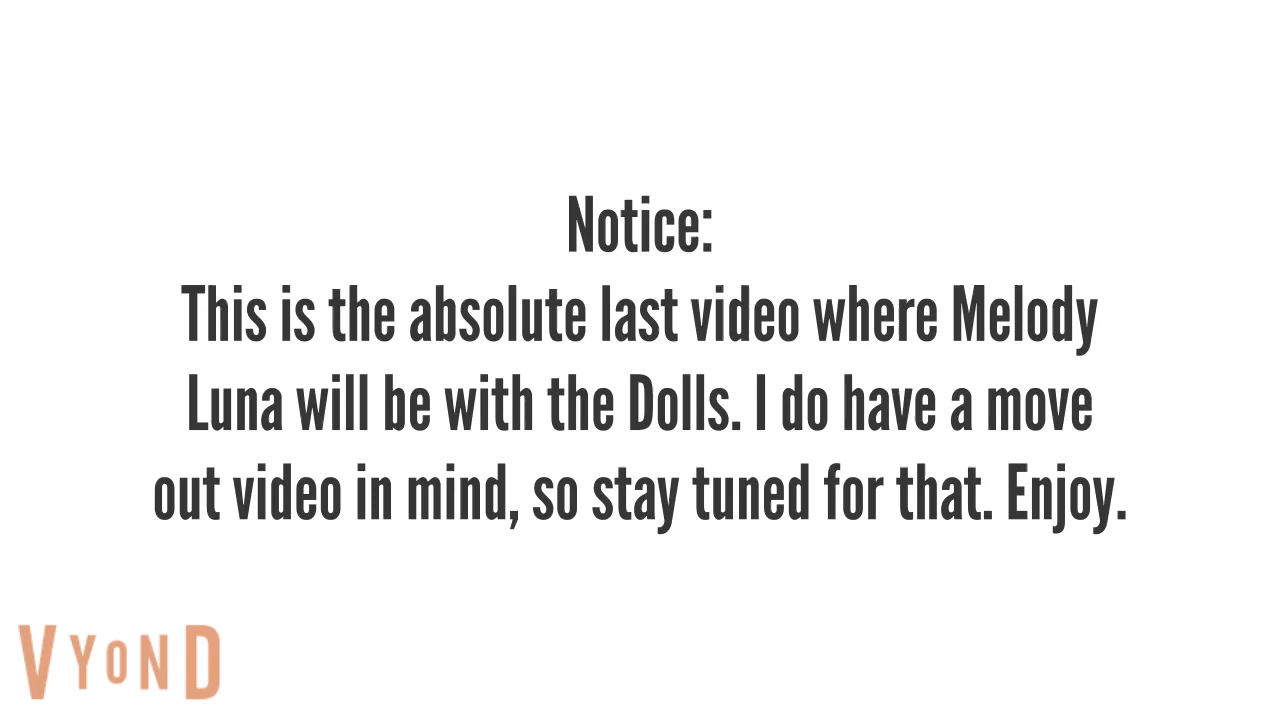 Notice:
This is the absolute last video where Melody
Luna will be with the Dolls. I do have a move
out video in mind, so stay tuned for that. Enjoy.
VYOND